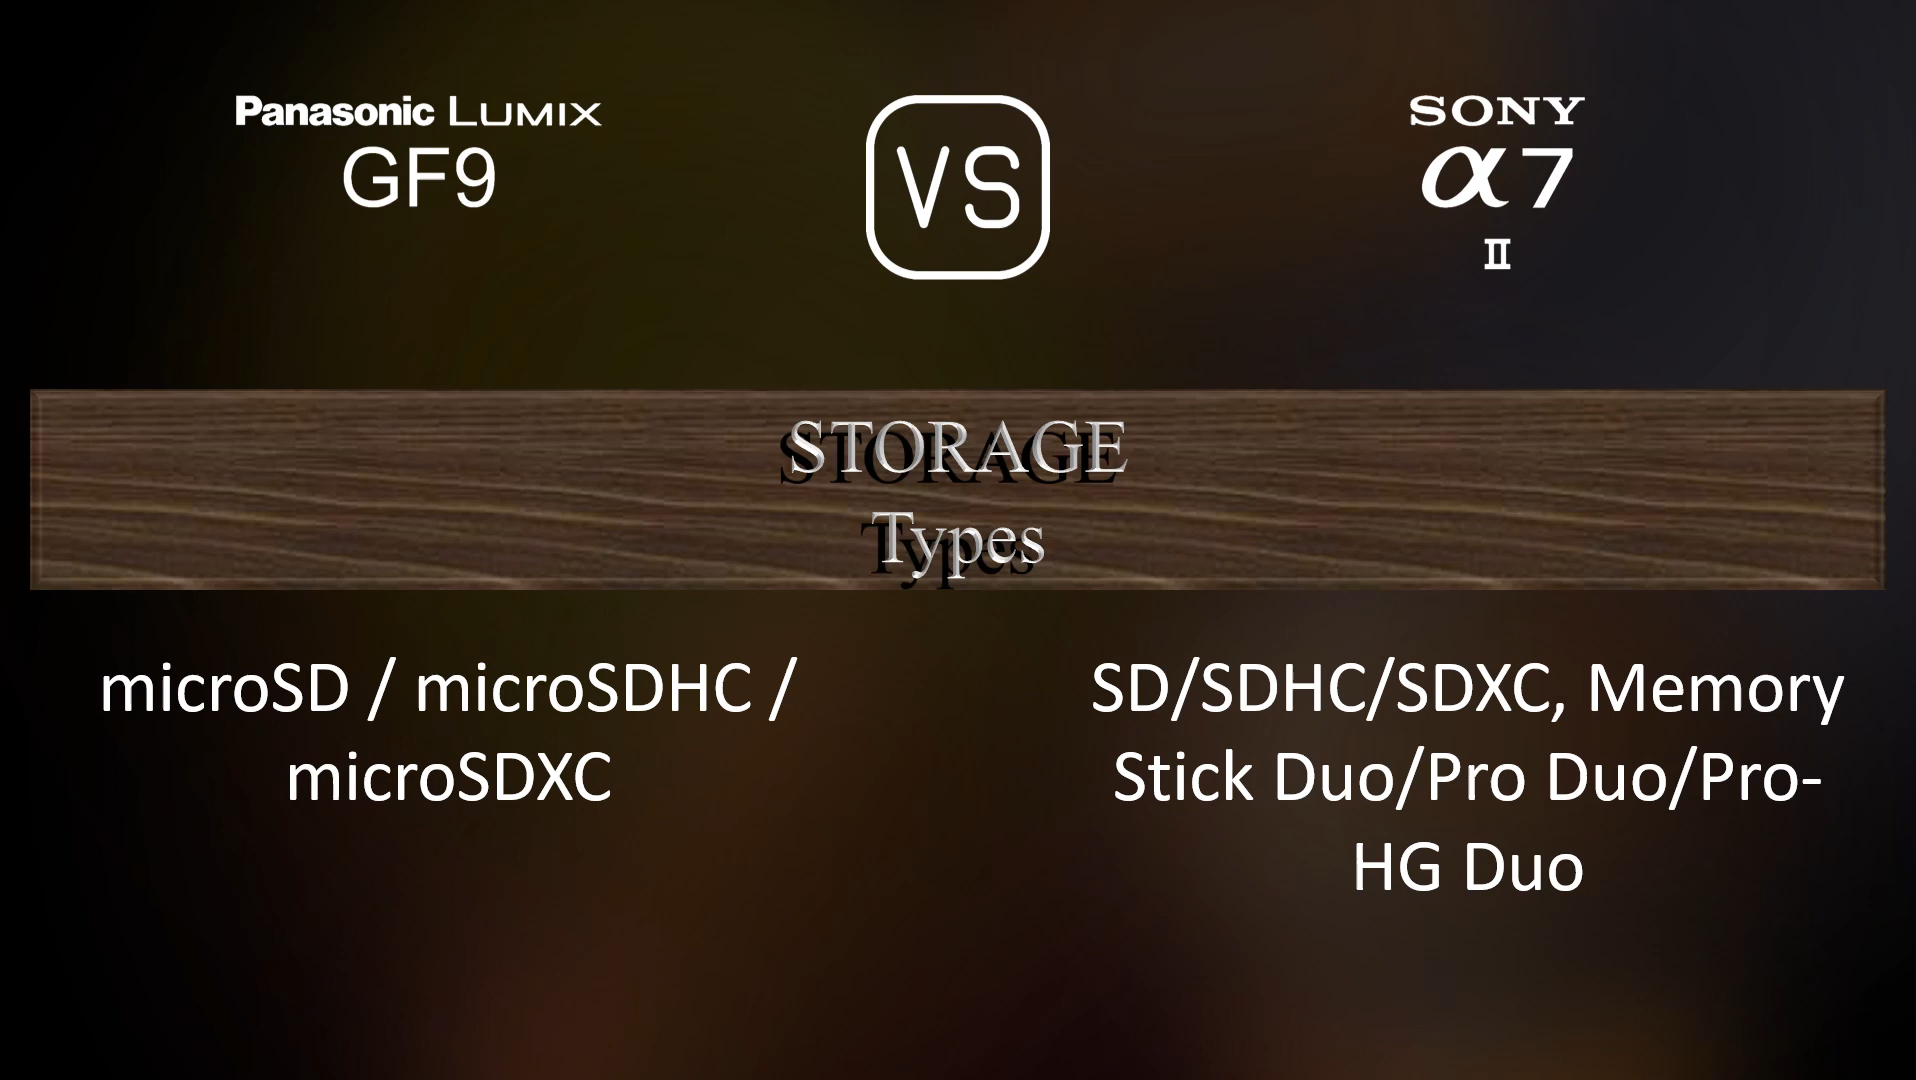 Panasonic LUMIX
GF9
VS
SONY
α7
II
STORAGE
Types
microSD / microSDHC /
microSDXC
SD/SDHC/SDXC, Memory
Stick Duo/Pro Duo/Pro-
HG Duo